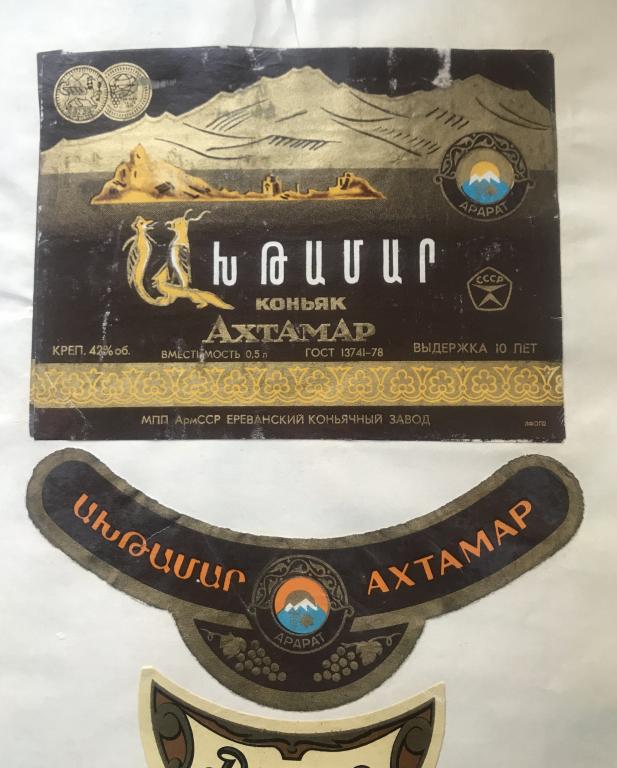 АРАРАТ
ԱԽԹԱՄԱՐ
СССР
КОНЬЯК
АХТАМАР
КРЕП. 42% об.
ВМЕСТИМОСТЬ 0,5 л
ГОСТ 13741-78
ВЫДЕРЖКА 10 ЛЕТ
МПП АрмССР ЕРЕВАНСКИЙ КОНЬЯЧНЫЙ ЗАВОД
ԱԽԹԱՄԱՐ
АХТАМАР
АРАРАТ